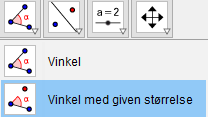 a=2
α
Vinkel
α
Vinkel med given størrelse
α